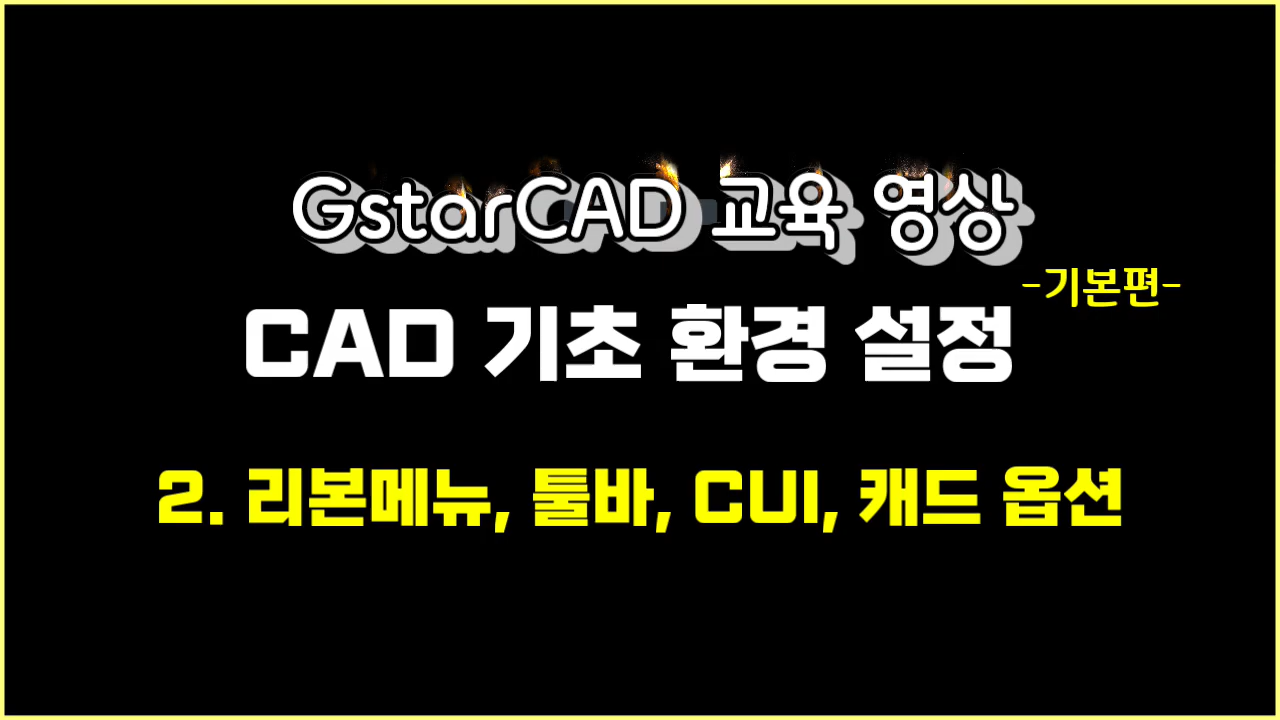 GstarCAD 교육 영상
-기본편-
CAD 기초 환경 설정
2. 리본메뉴, 툴바, CUI, 캐드 옵션